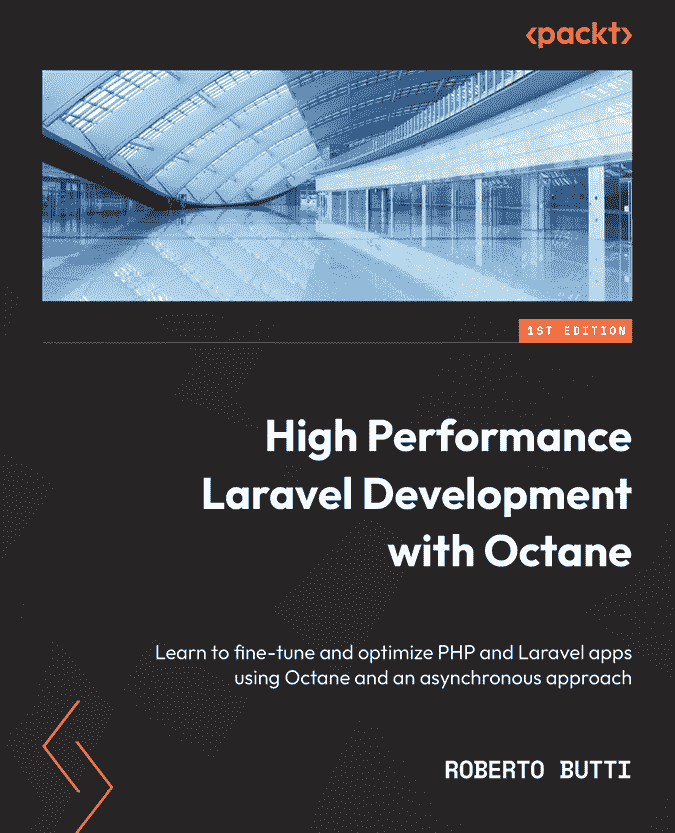 <packt>
1ST EDITION
High Performance
Laravel Development
with Octane
Learn to fine-tune and optimize PHP and Laravel apps
using Octane and an asynchronous approach
ROBERTO BUTTI